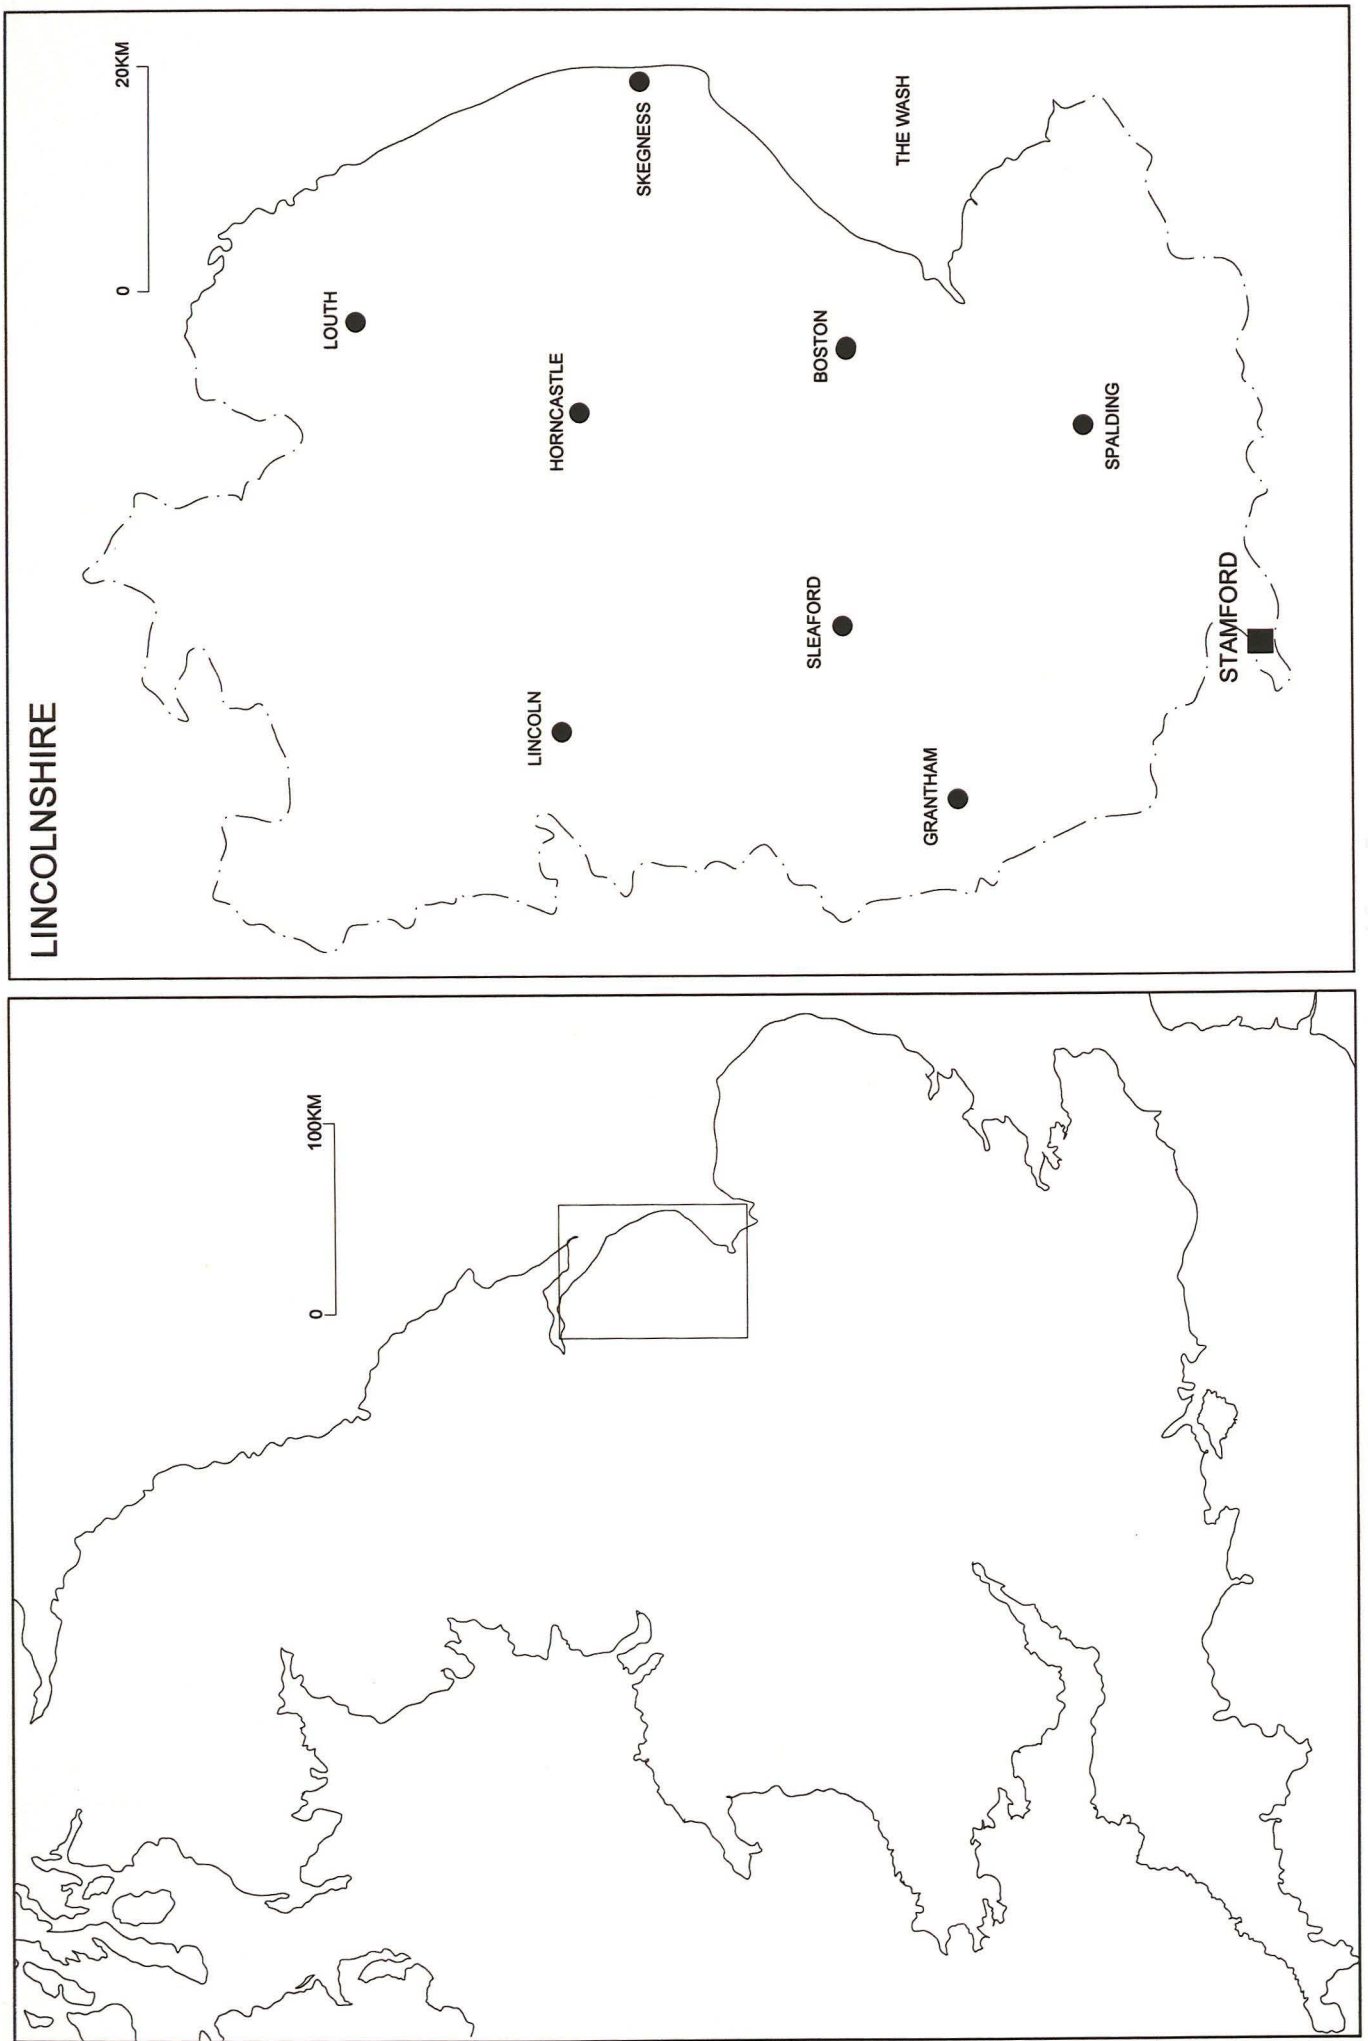 0
100KM
LINCOLNSHIRE
0
20KM
LOUTH
LINCOLN
HORNCASTLE
SKEGNESS
SLEAFORD
BOSTON
THE WASH
GRANTHAM
SPALDING
STAMFORD